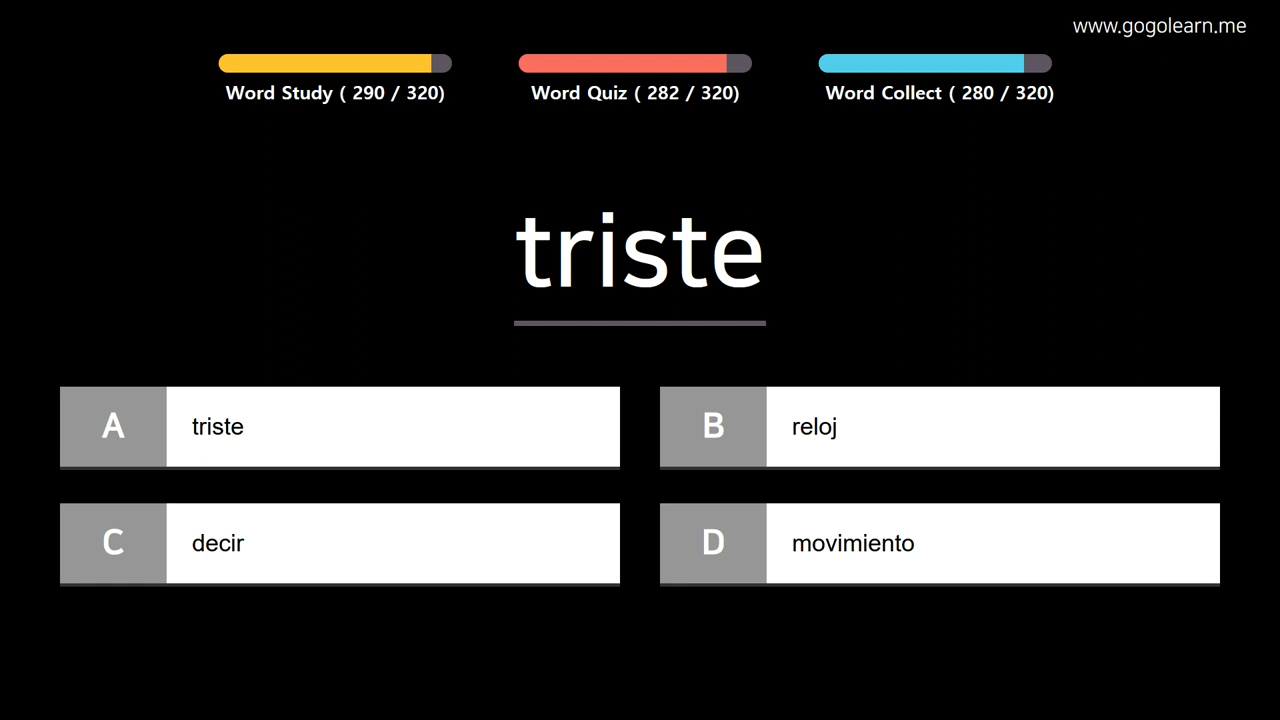 www.gogolearn.me
Word Study ( 290 / 320)
Word Quiz ( 282 / 320)
Word Collect ( 280 / 320)
triste
A triste
B reloj
C decir
D movimiento